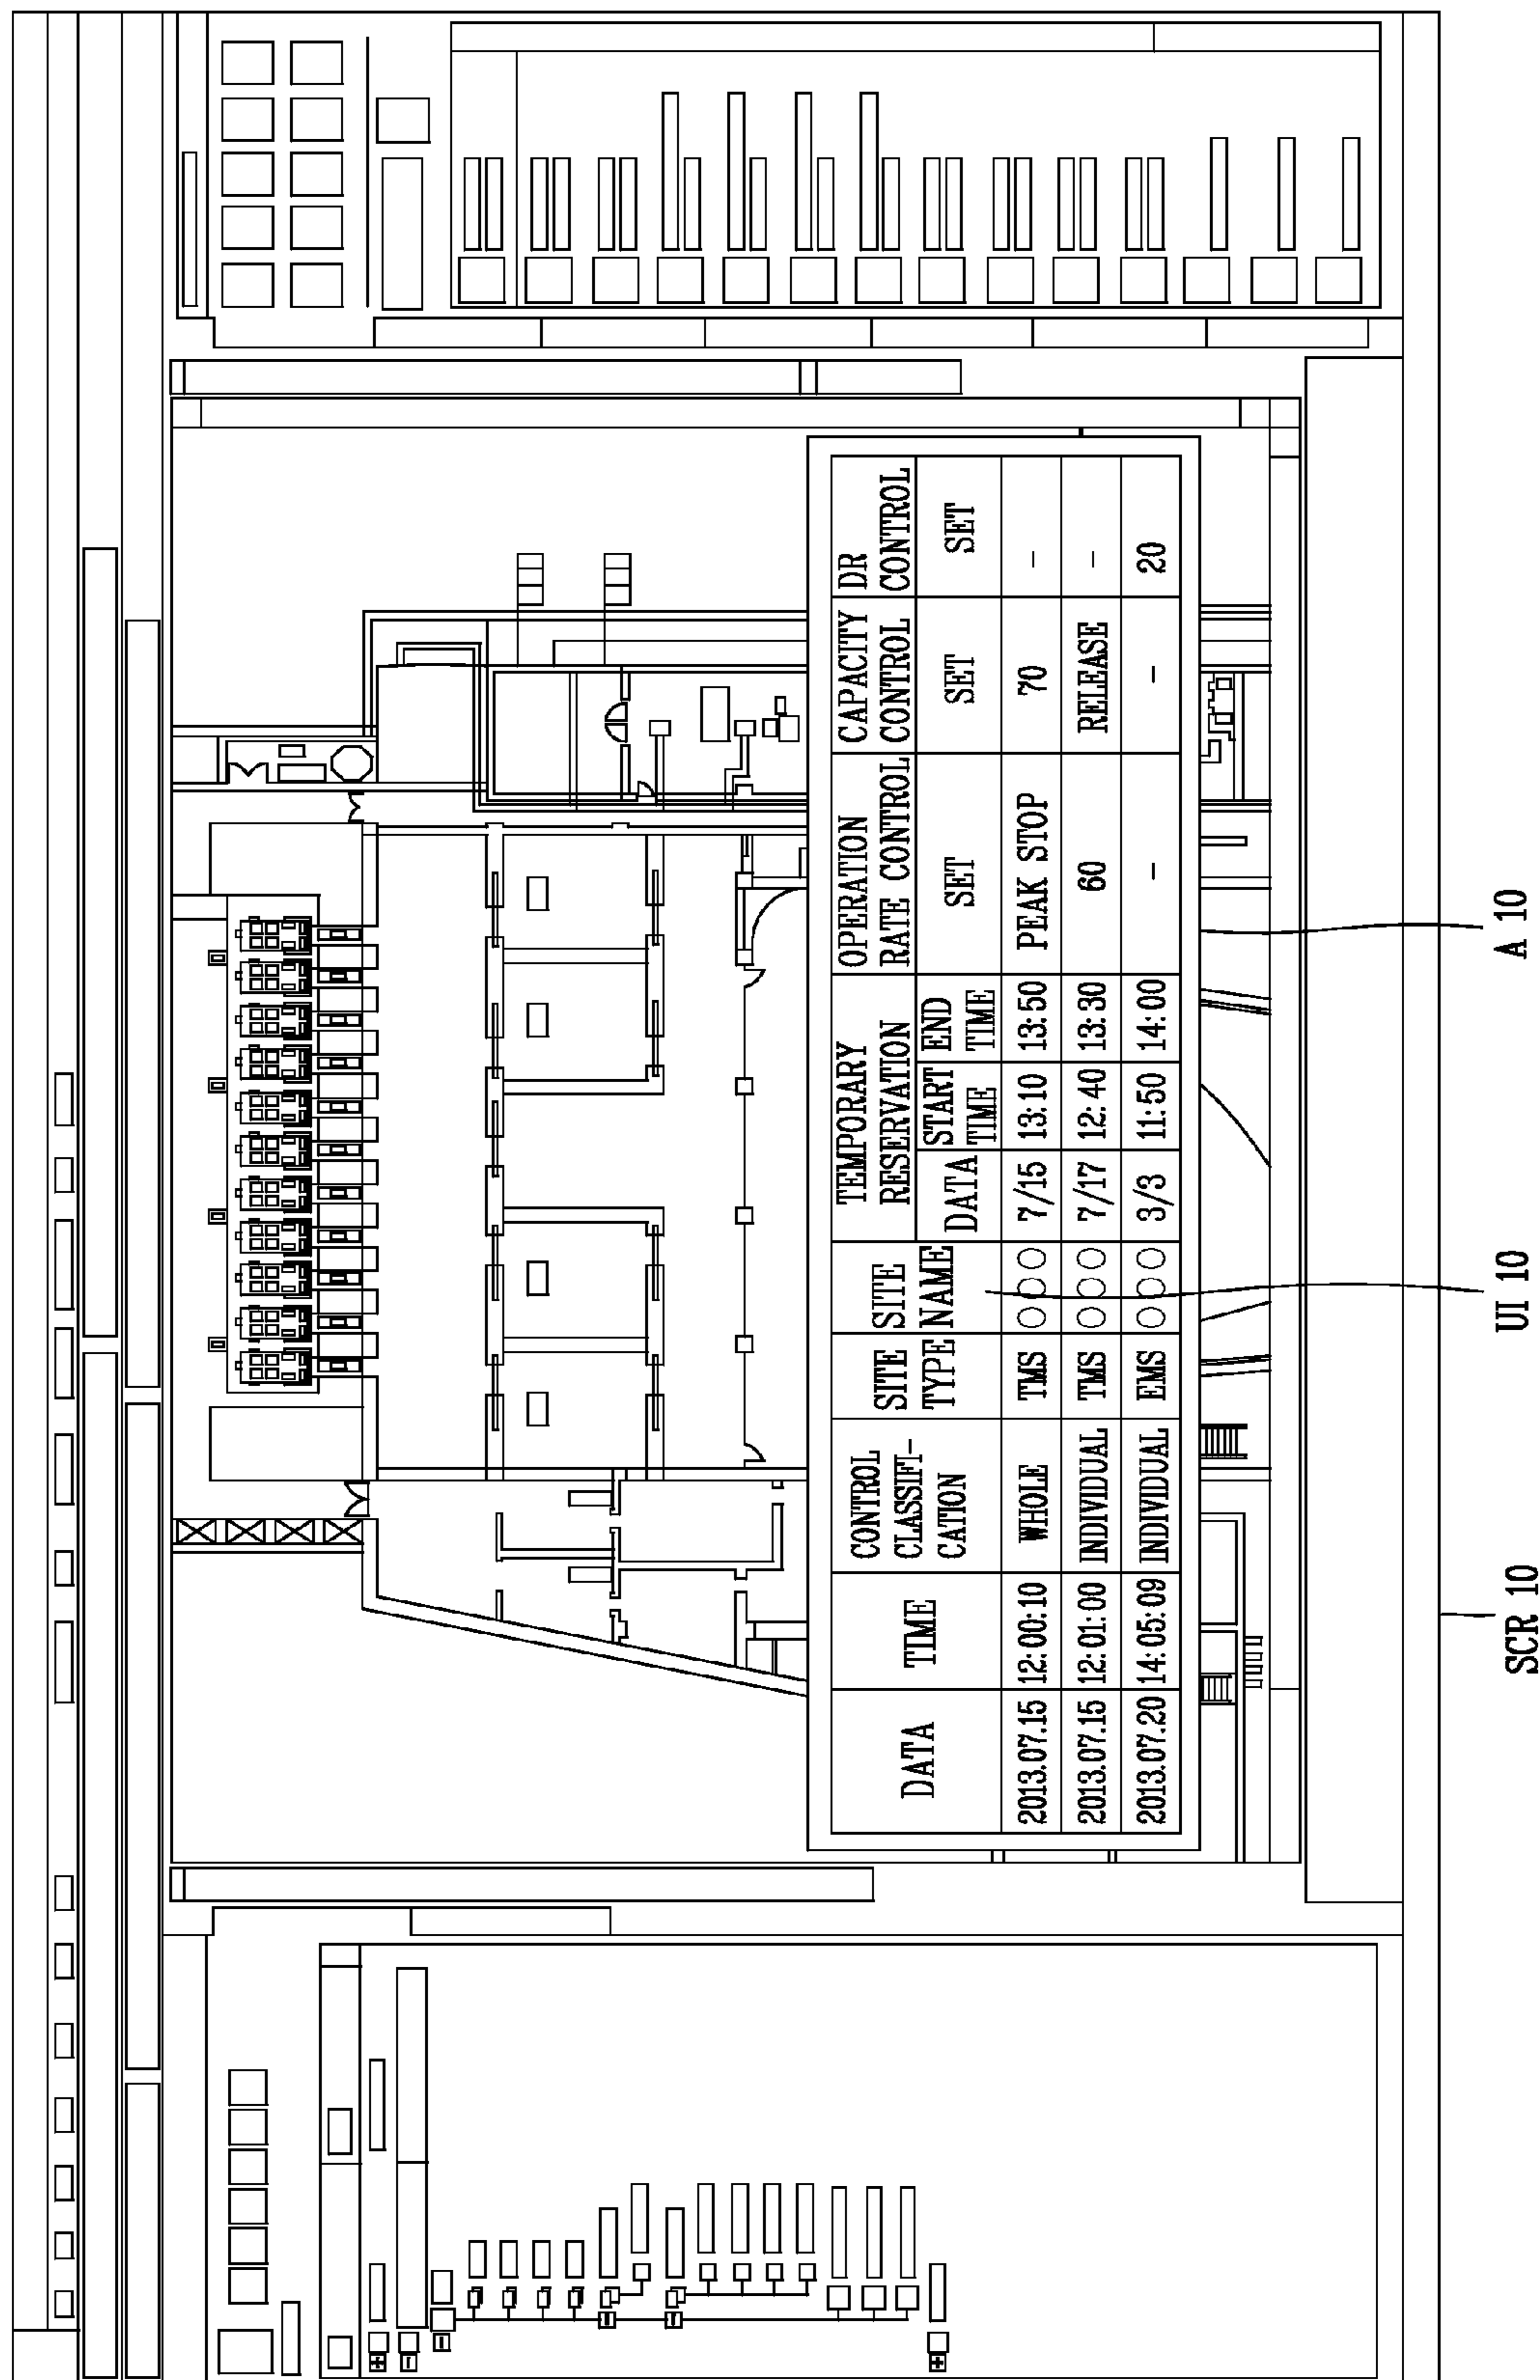 DATA TIME CONTROL CLASSIFI- CATION SITE TYPE SITE NAME TEMPORARY RESERVATION OPERATION RATE CONTROL CAPACITY CONTROL DR CONTROL
DATA START TIME END TIME SET SET SET
2013.07.15 12:00:10 WHOLE TMS ○○○ 7/15 13:10 13:50 PEAK STOP 70 -
2013.07.15 12:01:00 INDIVIDUAL TMS ○○○ 7/17 12:40 13:30 60 RELEASE -
2013.07.20 14:05:09 INDIVIDUAL EMS ○○○ 3/3 11:50 14:00 - - 20
SCR 10
UI 10
A 10